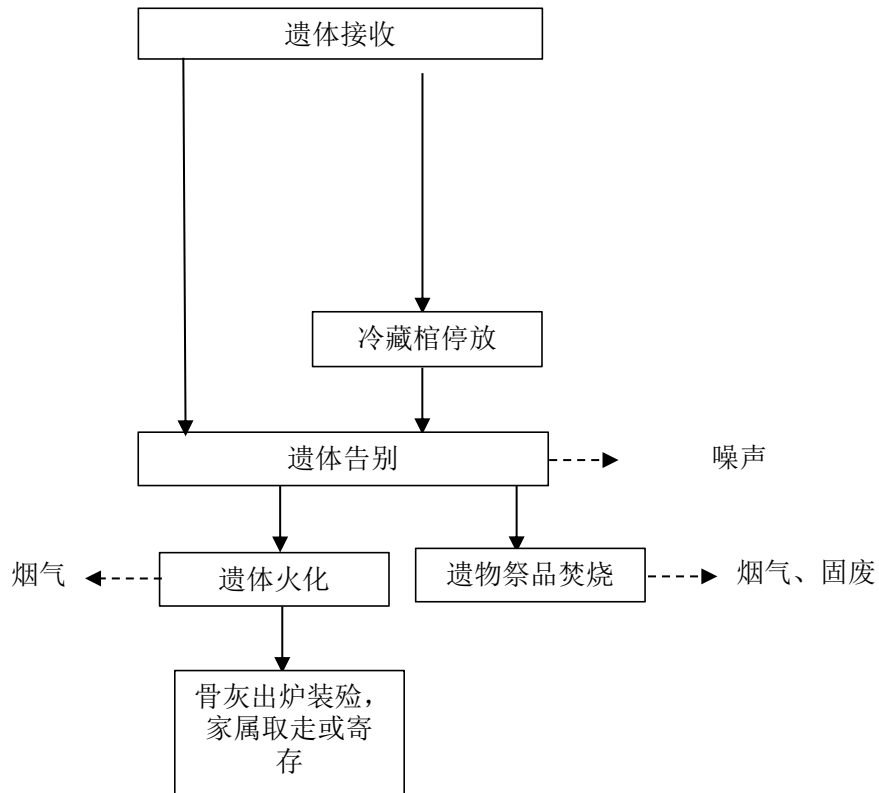 遗体接收
冷藏棺停放
遗体告别
噪声
烟气
遗体火化
遗物祭品焚烧
烟气、固废
骨灰出炉装殓，
家属取走或寄
存